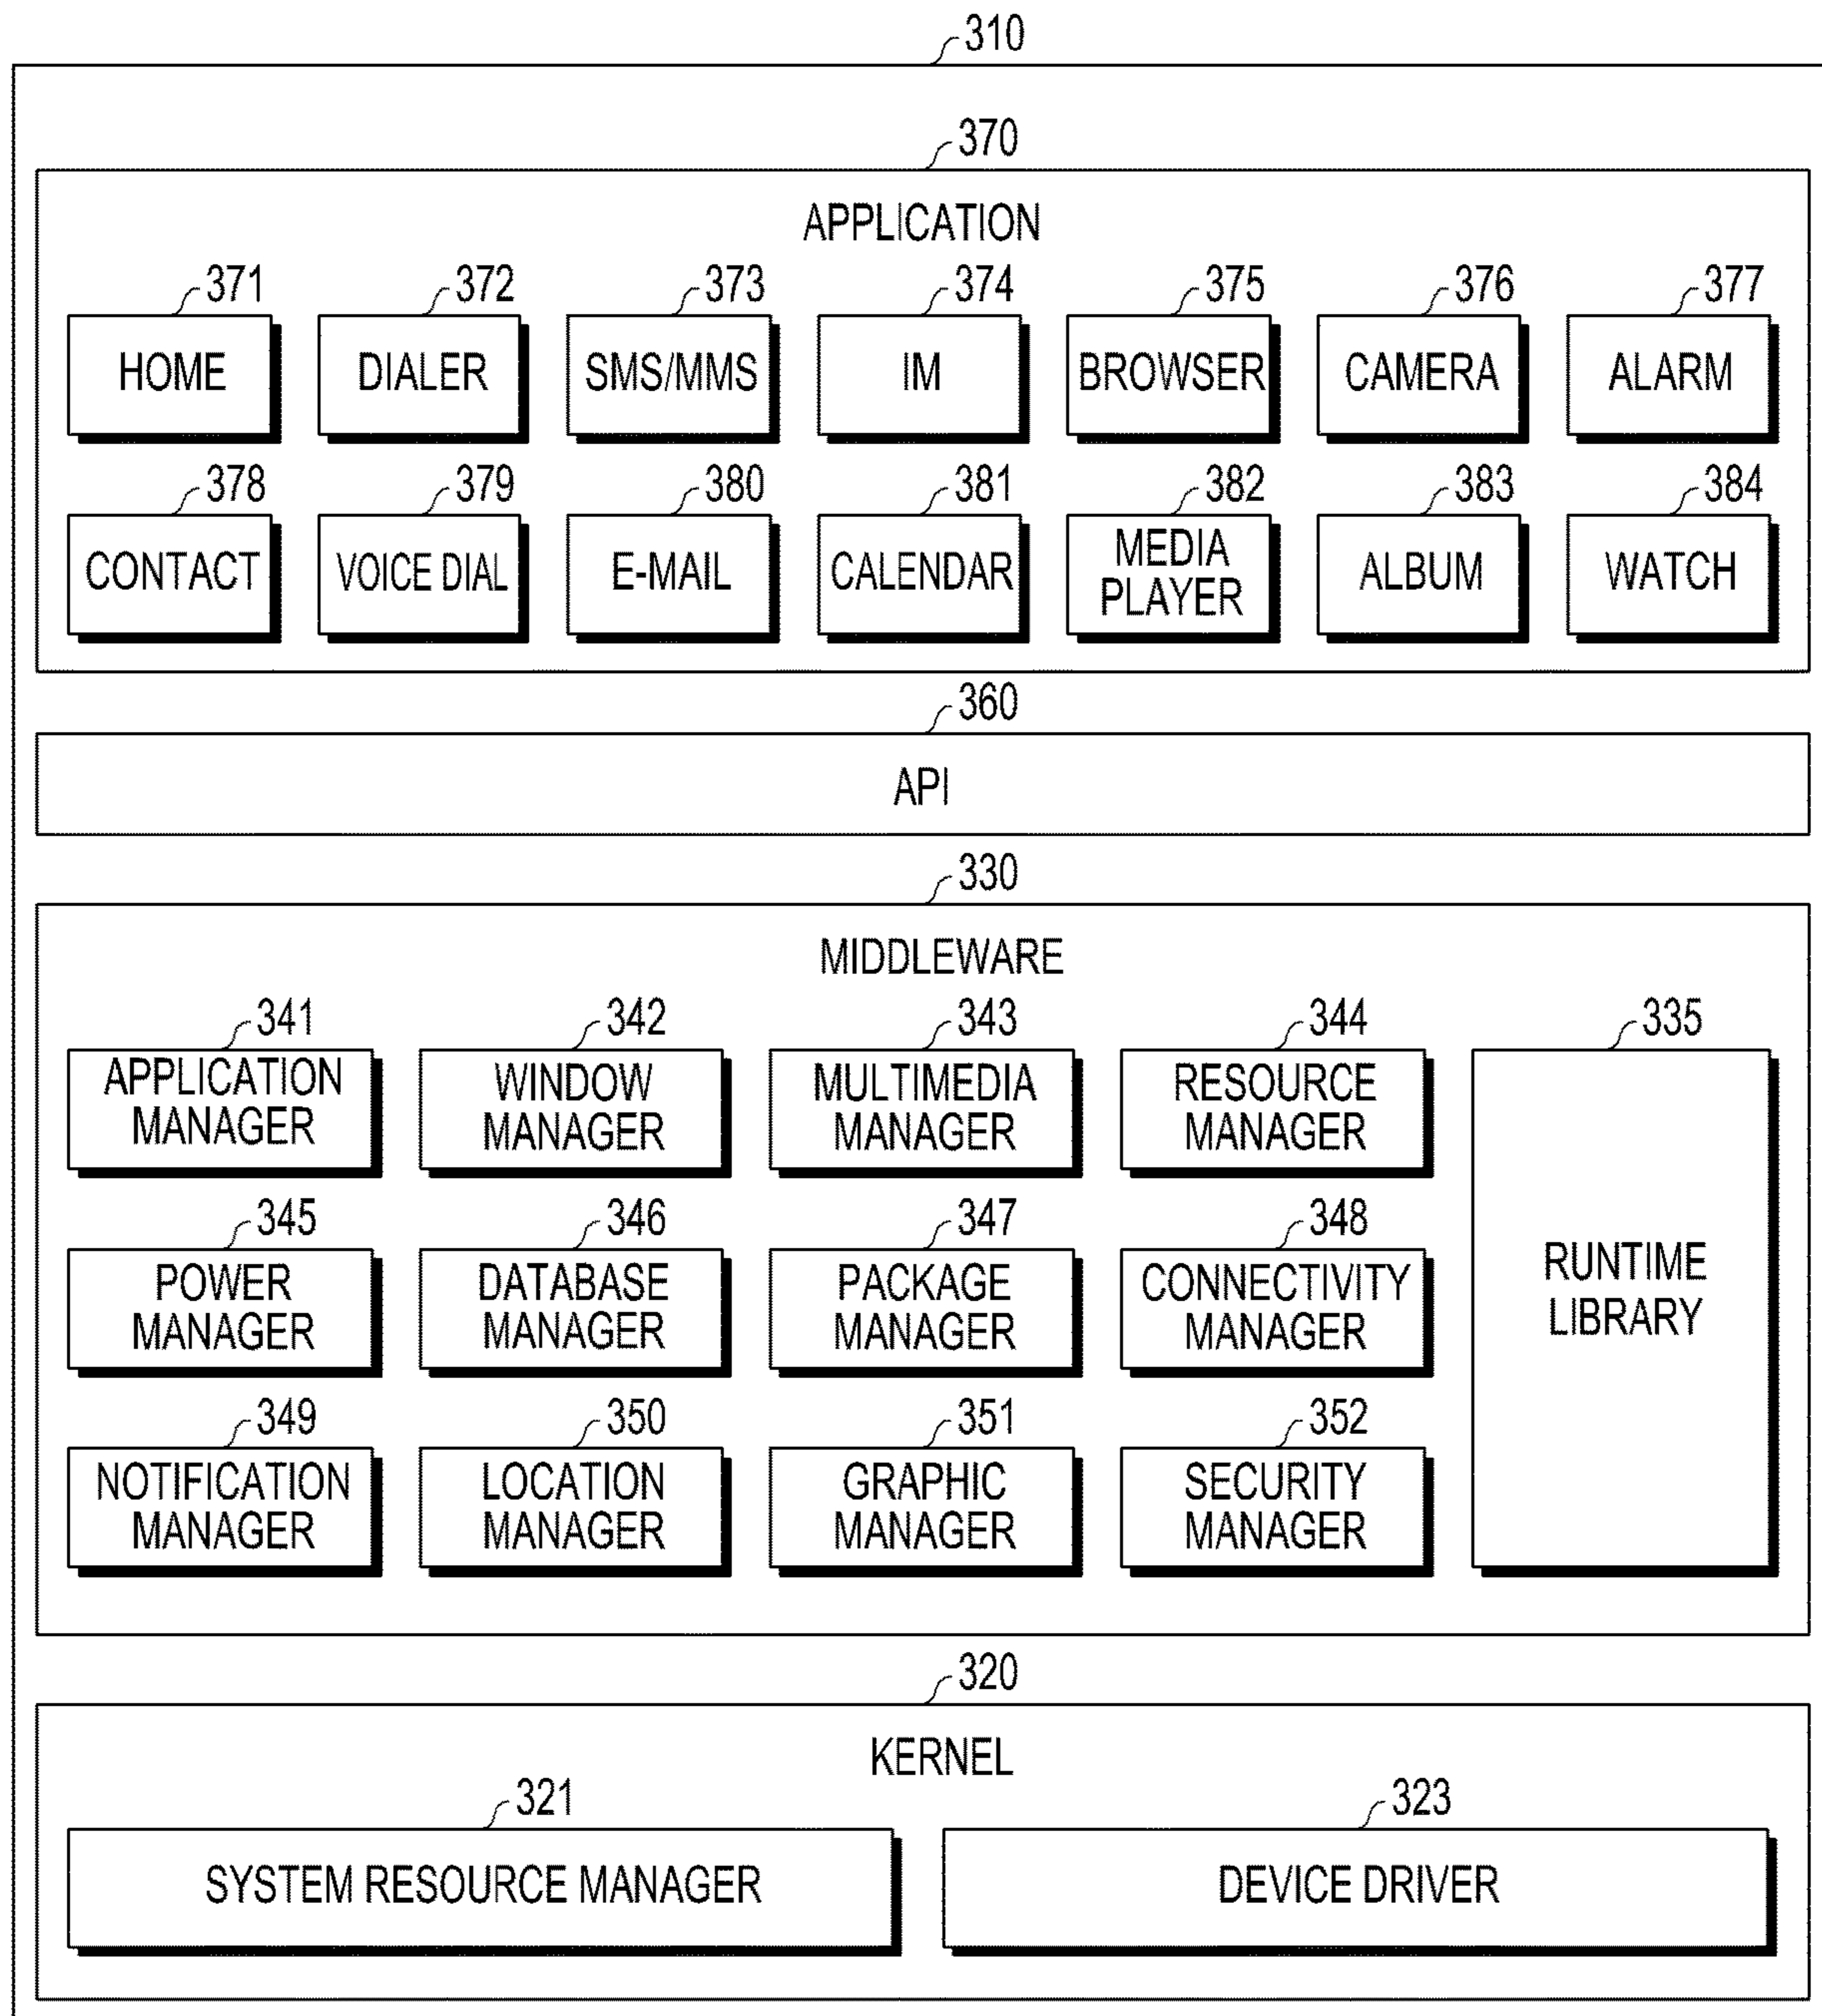 310
370
APPLICATION
371 372 373 374 375 376 377
HOME DIALER SMS/MMS IM BROWSER CAMERA ALARM
378 379 380 381 382 383 384
CONTACT VOICE DIAL E-MAIL CALENDAR MEDIA PLAYER ALBUM WATCH
360
API
330
MIDDLEWARE
341 342 343 344 335
APPLICATION MANAGER
WINDOW MANAGER
MULTIMEDIA MANAGER
RESOURCE MANAGER
RUNTIME LIBRARY
345 346 347 348
POWER MANAGER
DATABASE MANAGER
PACKAGE MANAGER
CONNECTIVITY MANAGER
349 350 351 352
NOTIFICATION MANAGER
LOCATION MANAGER
GRAPHIC MANAGER
SECURITY MANAGER
320
KERNEL
321 323
SYSTEM RESOURCE MANAGER DEVICE DRIVER